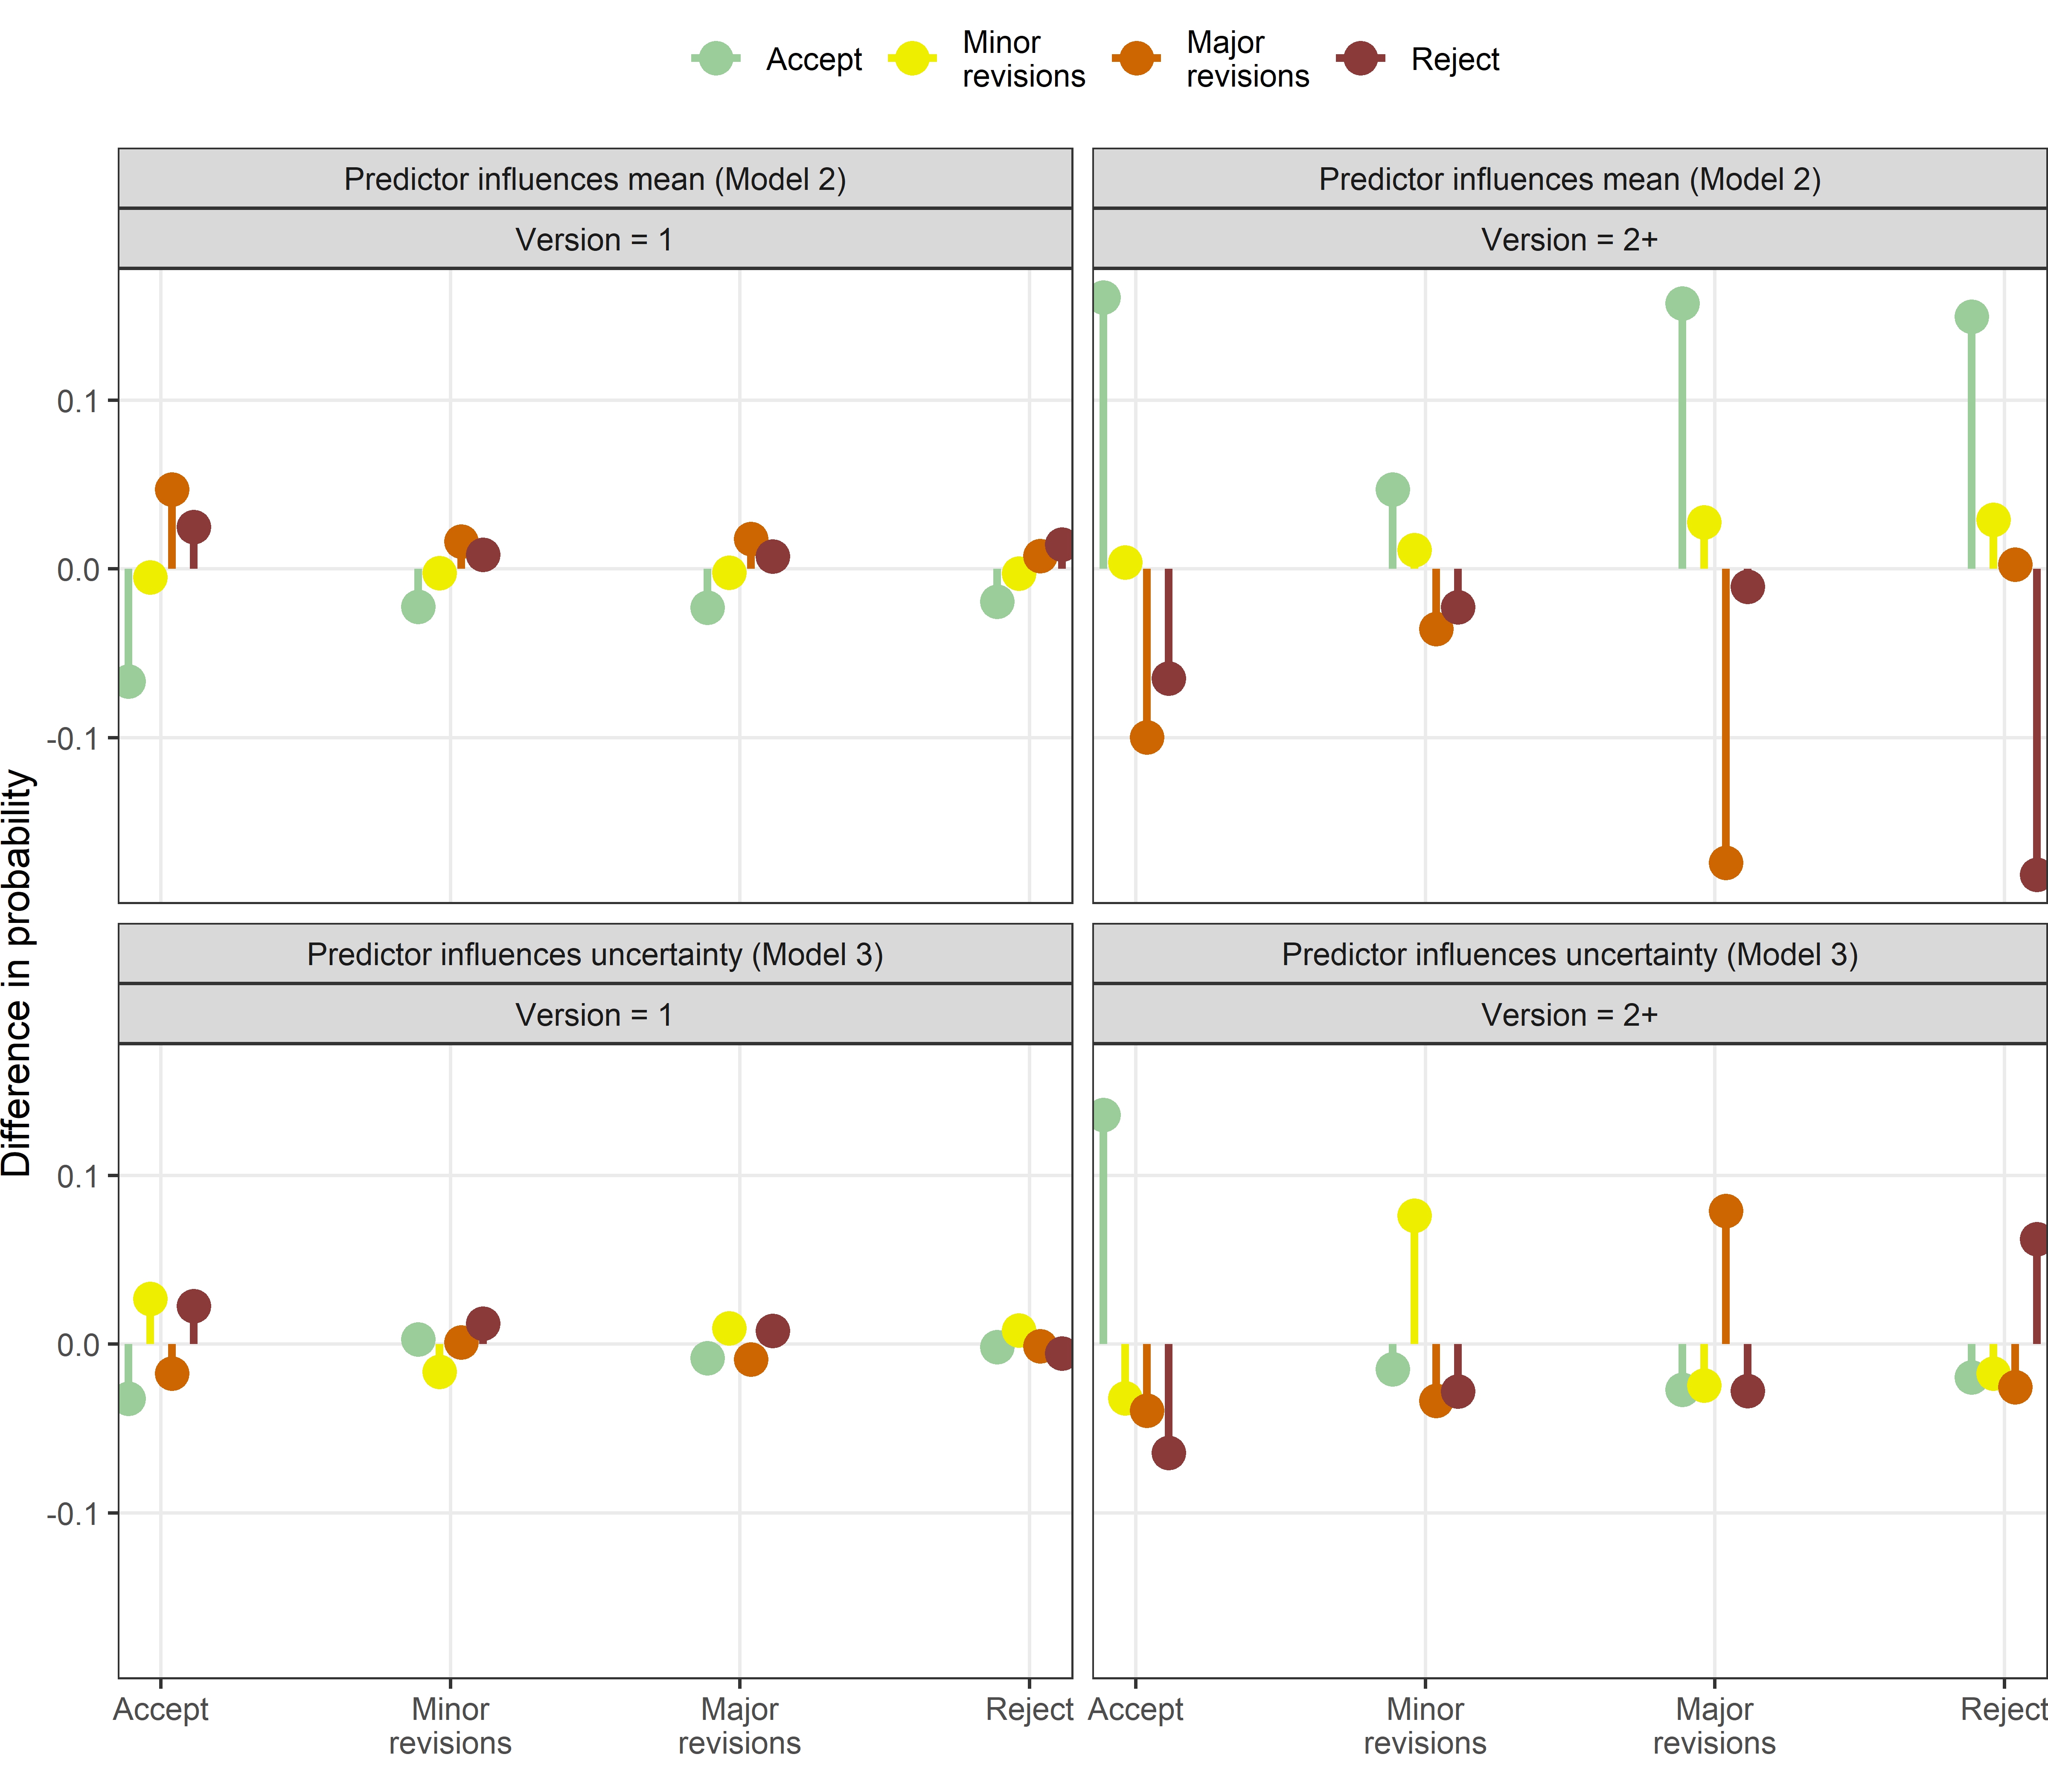 Accept
Minor
revisions
Major
revisions
Reject
Predictor influences mean (Model 2)
Version = 1
Predictor influences mean (Model 2)
Version = 2+
0.1
0.0
-0.1
Difference in probability
Predictor influences uncertainty (Model 3)
Version = 1
Predictor influences uncertainty (Model 3)
Version = 2+
0.1
0.0
-0.1
Accept
Minor
revisions
Major
revisions
Reject
Accept
Minor
revisions
Major
revisions
Reject